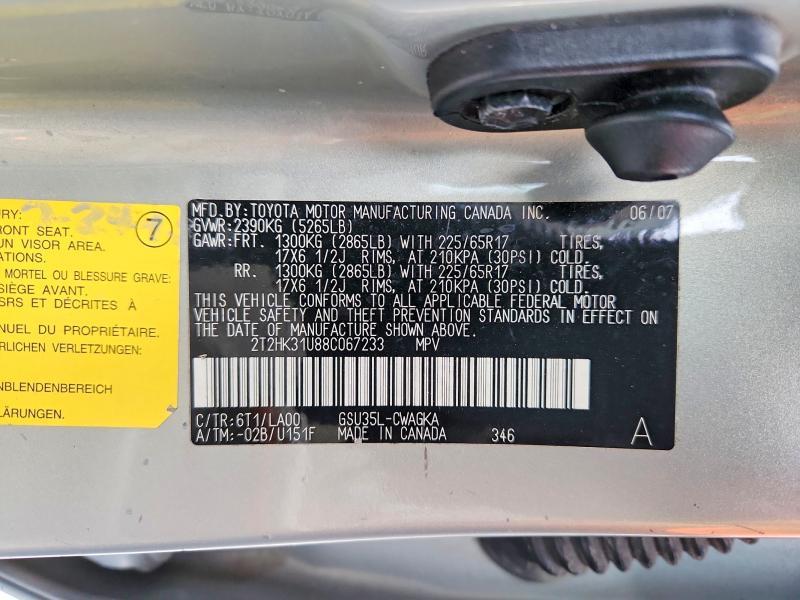 URY:
FRONT SEAT.
UN VISOR AREA.
ATIONS.
MORTEL OU BLESSURE GRAVE:
SIÈGE AVANT.
SRS ET DÉCRITES À
NUEL DU PROPRIÉTAIRE.
ER VERLETZUNGEN:
NBLENDENBEREICH
LÄRUNGEN.
7
MFD.BY:TOYOTA MOTOR MANUFACTURING CANADA INC. 06/07
GVWR:2390KG (5265LB)
GAWR:FRT. 1300KG (2865LB) WITH 225/65R17 TIRES,
17X6 1/2J RIMS, AT 210KPA (30PSI) COLD.
RR. 1300KG (2865LB) WITH 225/65R17 TIRES,
17X6 1/2J RIMS, AT 210KPA (30PSI) COLD.
THIS VEHICLE CONFORMS TO ALL APPLICABLE FEDERAL MOTOR
VEHICLE SAFETY AND THEFT PREVENTION STANDARDS IN EFFECT ON
THE DATE OF MANUFACTURE SHOWN ABOVE.
2T2HK31U88C067233 MPV
C/TR:6T1/LA00 GSU35L-CWAGKA
A/TM:-02B/U151F MADE IN CANADA 346 A